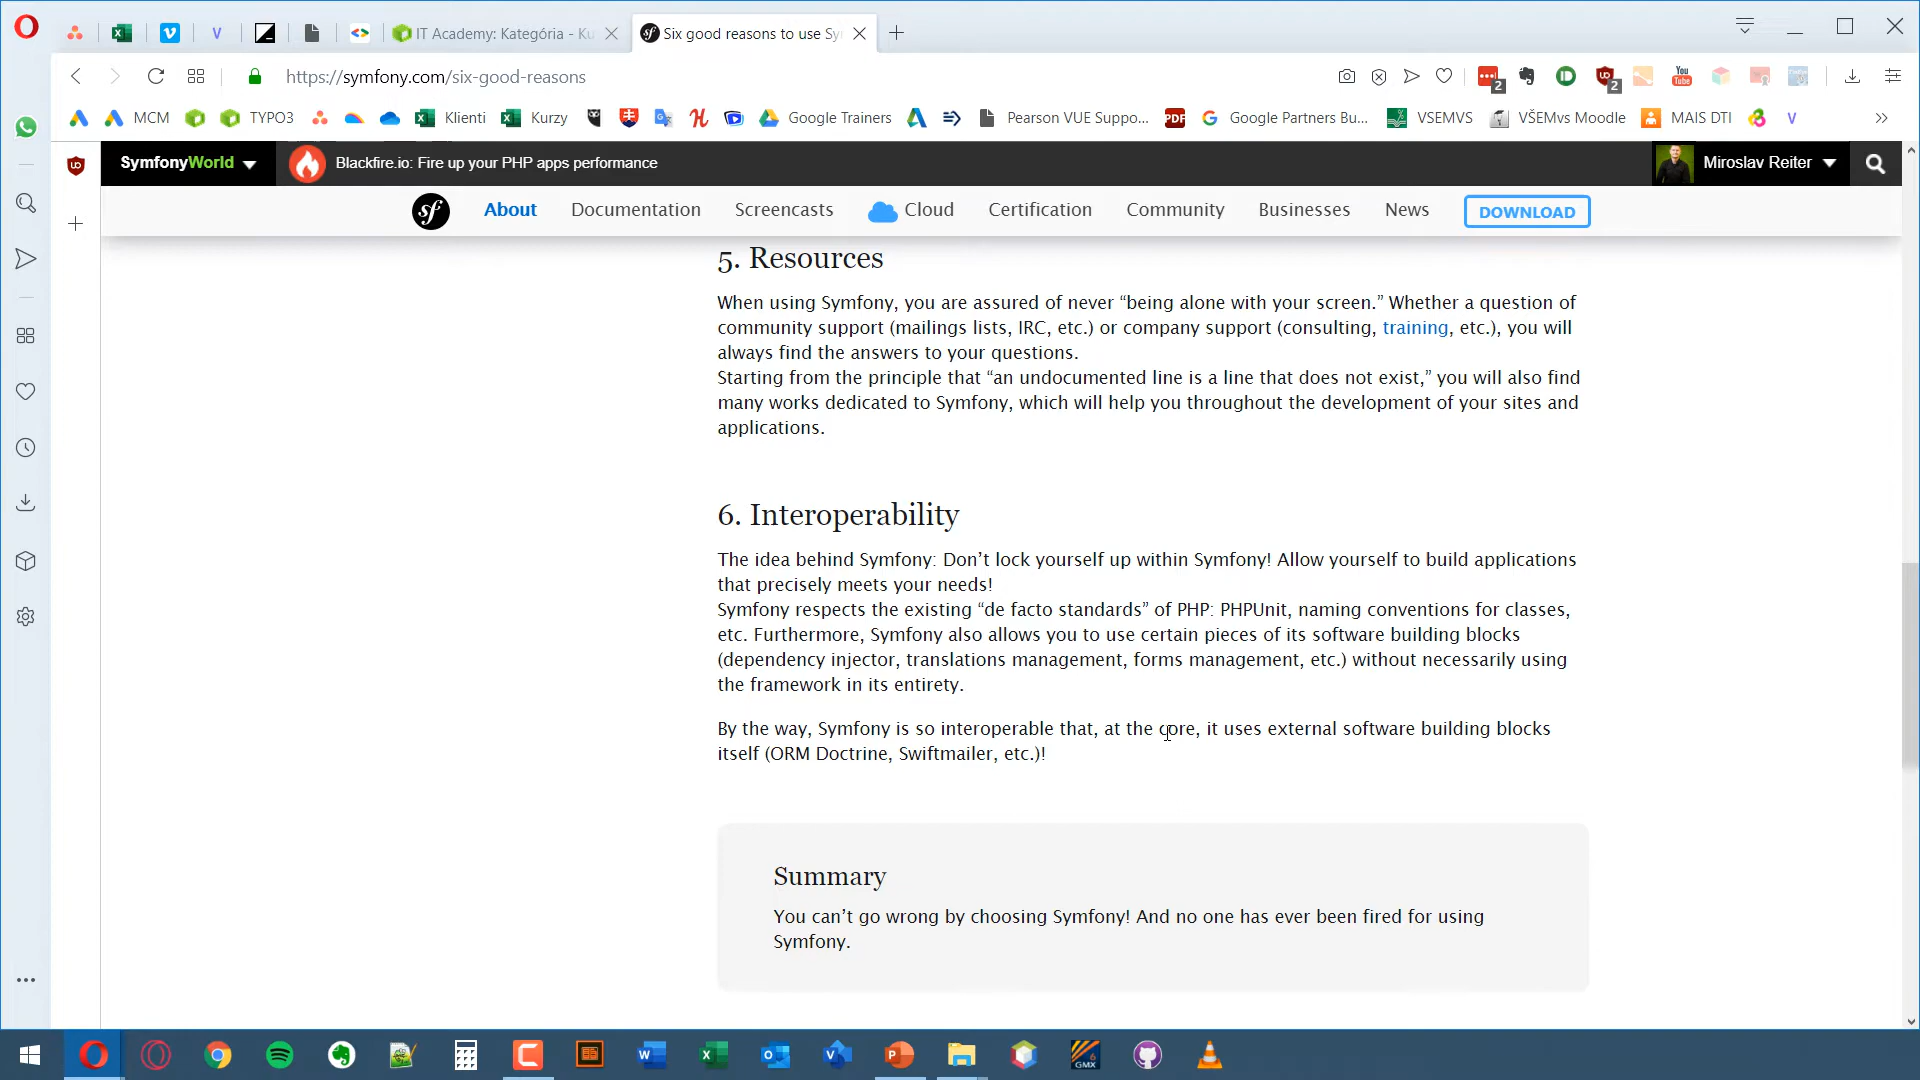 IT Academy: Kategória - Ku
Six good reasons to use Sy
https://symfony.com/six-good-reasons
2
2
You
Tube
MCM
TYPO3
Klienti
Kurzy
Google Trainers
Pearson VUE Suppo...
PDF
Google Partners Bu...
VSEMVS
VŠEMvs Moodle
MAIS DTI
SymfonyWorld
Blackfire.io: Fire up your PHP apps performance
Miroslav Reiter
sf
About
Documentation
Screencasts
Cloud
Certification
Community
Businesses
News
DOWNLOAD
5. Resources
When using Symfony, you are assured of never “being alone with your screen.” Whether a question of
community support (mailings lists, IRC, etc.) or company support (consulting, training, etc.), you will
always find the answers to your questions.
Starting from the principle that “an undocumented line is a line that does not exist,” you will also find
many works dedicated to Symfony, which will help you throughout the development of your sites and
applications.
6. Interoperability
The idea behind Symfony: Don’t lock yourself up within Symfony! Allow yourself to build applications
that precisely meets your needs!
Symfony respects the existing “de facto standards” of PHP: PHPUnit, naming conventions for classes,
etc. Furthermore, Symfony also allows you to use certain pieces of its software building blocks
(dependency injector, translations management, forms management, etc.) without necessarily using
the framework in its entirety.
By the way, Symfony is so interoperable that, at the core, it uses external software building blocks
itself (ORM Doctrine, Swiftmailer, etc.)!
Summary
You can’t go wrong by choosing Symfony! And no one has ever been fired for using
Symfony.
GMX